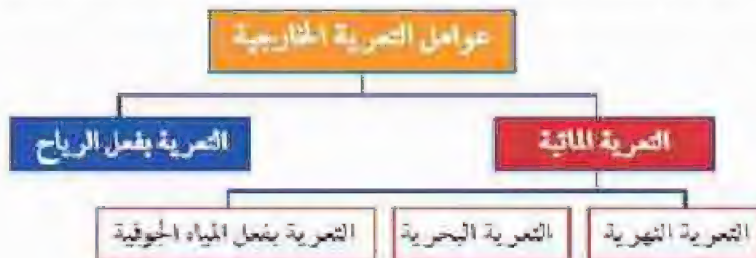 عوامل التعرية الخارجية
التعرية المائية
التعرية بفعل الرياح
التعرية النهرية
التعرية البحرية
التعرية بفعل المياه الجوفية